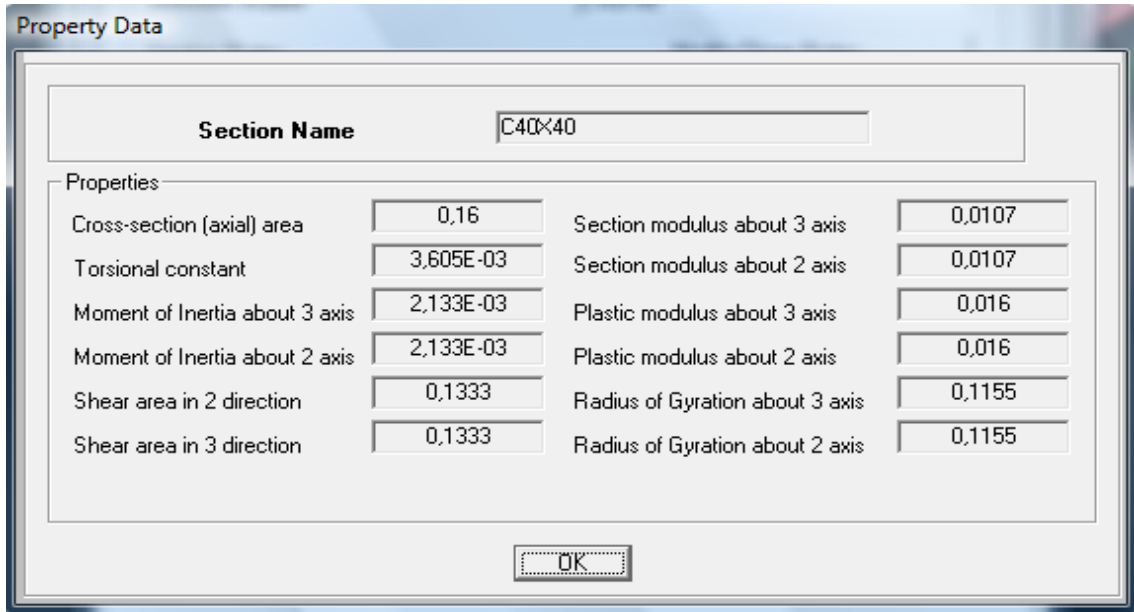 Property Data
Section Name C40X40
Properties
Cross-section (axial) area 0,16 Section modulus about 3 axis 0,0107
Torsional constant 3,605E-03 Section modulus about 2 axis 0,0107
Moment of Inertia about 3 axis 2,133E-03 Plastic modulus about 3 axis 0,016
Moment of Inertia about 2 axis 2,133E-03 Plastic modulus about 2 axis 0,016
Shear area in 2 direction 0,1333 Radius of Gyration about 3 axis 0,1155
Shear area in 3 direction 0,1333 Radius of Gyration about 2 axis 0,1155
OK